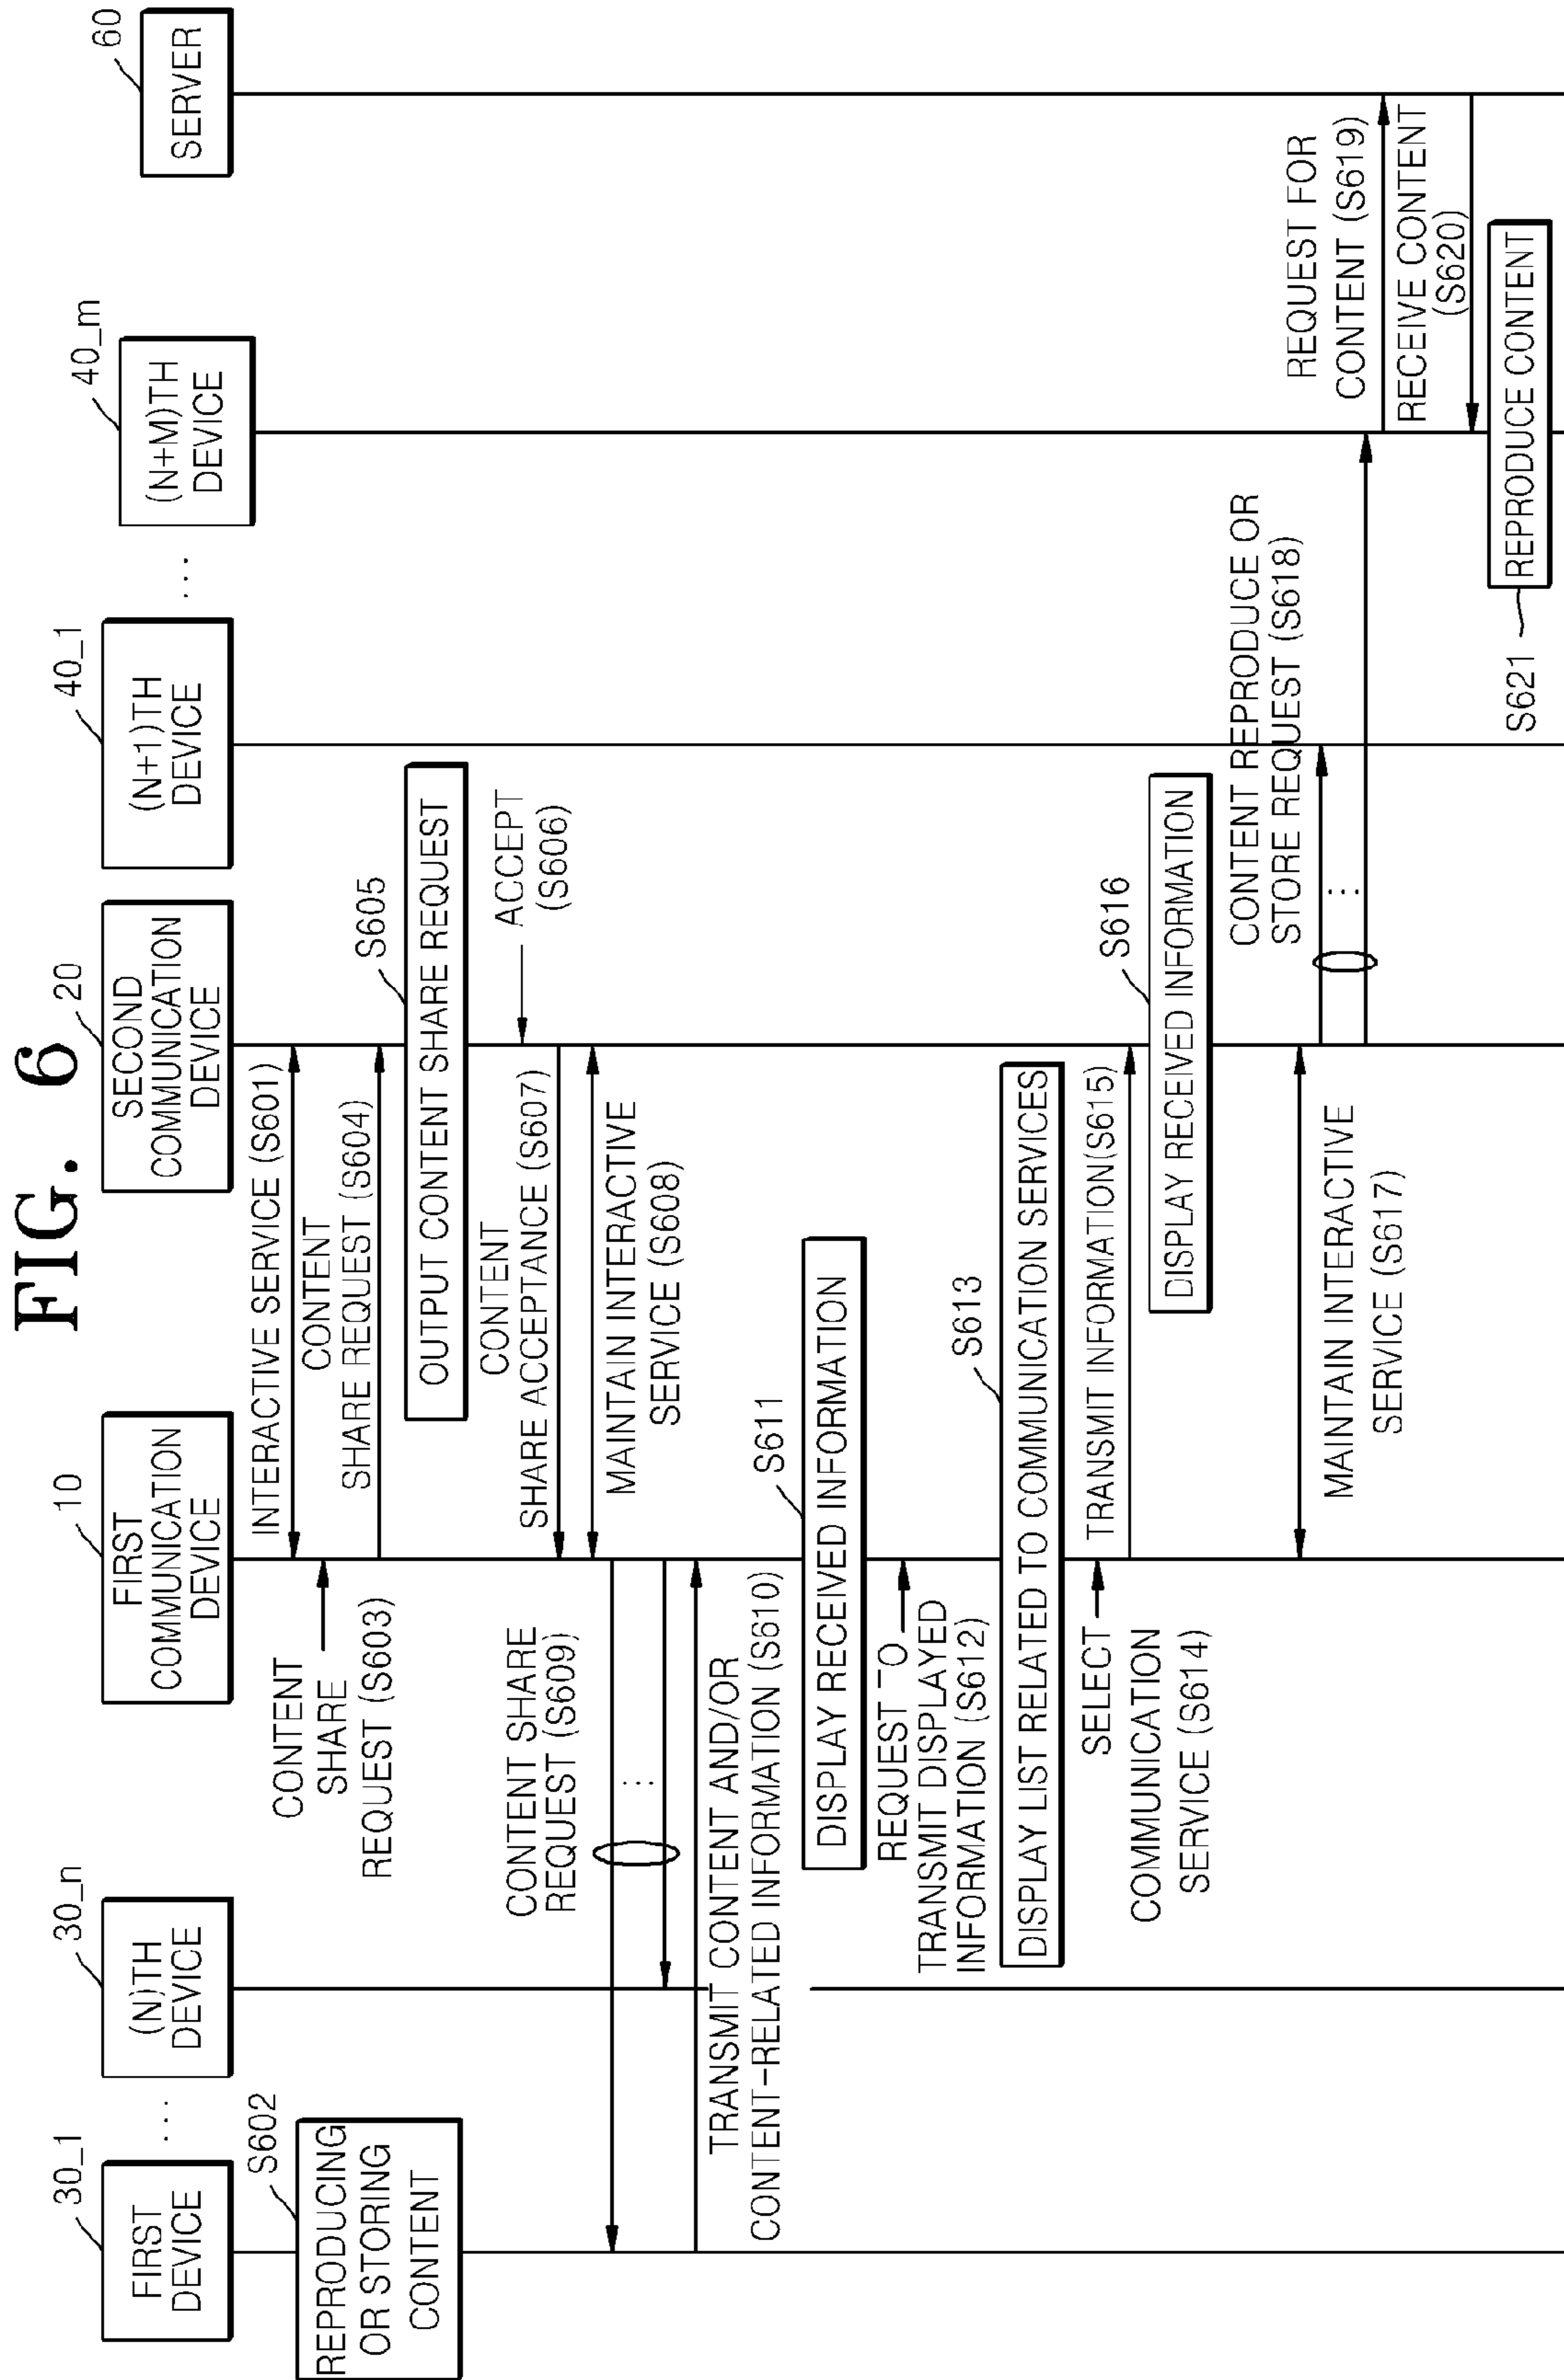 FIG. 6
30_1
FIRST
DEVICE
...
30_n
(N)TH
DEVICE
10
FIRST
COMMUNICATION
DEVICE
20
SECOND
COMMUNICATION
DEVICE
40_1
(N+1)TH
DEVICE
...
40_m
(N+M)TH
DEVICE
60
SERVER
INTERACTIVE SERVICE (S601)
S602
REPRODUCING
OR STORING
CONTENT
CONTENT
SHARE
REQUEST (S603)
CONTENT
SHARE REQUEST (S604)
S605
OUTPUT CONTENT SHARE REQUEST
ACCEPT
(S606)
CONTENT
SHARE ACCEPTANCE (S607)
MAINTAIN INTERACTIVE
SERVICE (S608)
CONTENT SHARE
REQUEST (S609)
...
TRANSMIT CONTENT AND/OR
CONTENT-RELATED INFORMATION (S610)
S611
DISPLAY RECEIVED INFORMATION
REQUEST TO
TRANSMIT DISPLAYED
INFORMATION (S612)
S613
DISPLAY LIST RELATED TO COMMUNICATION SERVICES
SELECT
COMMUNICATION
SERVICE (S614)
TRANSMIT INFORMATION(S615)
S616
DISPLAY RECEIVED INFORMATION
MAINTAIN INTERACTIVE
SERVICE (S617)
CONTENT REPRODUCE OR
STORE REQUEST (S618)
...
REQUEST FOR
CONTENT (S619)
RECEIVE CONTENT
(S620)
S621
REPRODUCE CONTENT